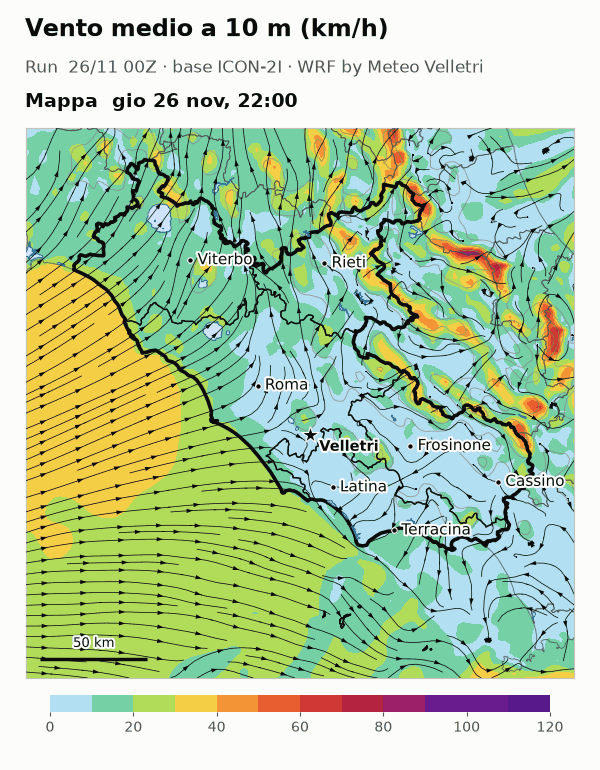 Vento medio a 10 m (km/h)
Run  26/11 00Z · base ICON-2I · WRF by Meteo Velletri
Mappa  gio 26 nov, 22:00
Viterbo
Rieti
Roma
Velletri
Frosinone
Latina
Cassino
Terracina
50 km
0 20 40 60 80 100 120